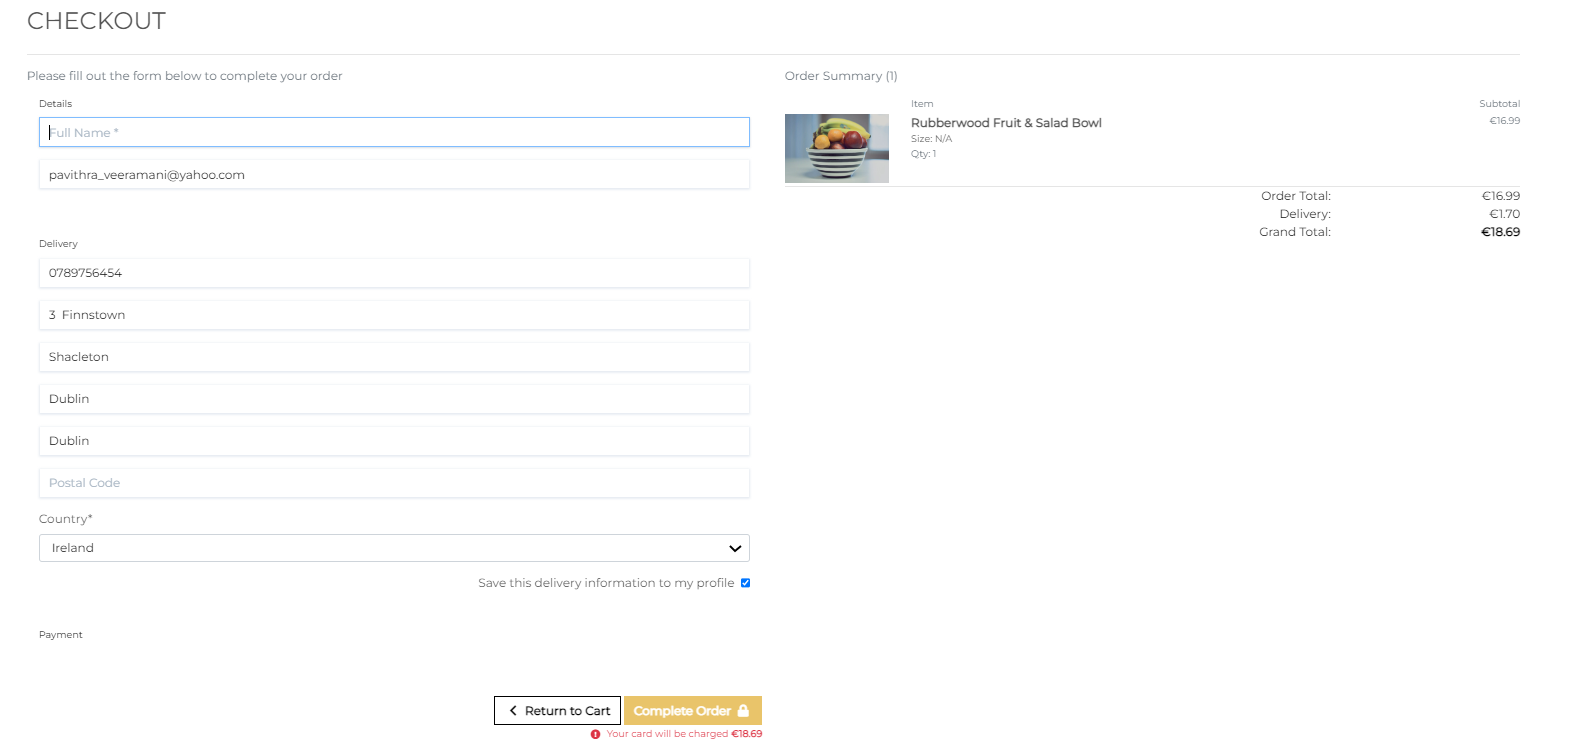 CHECKOUT
Please fill out the form below to complete your order
Details
Full Name *
pavithra_veeramani@yahoo.com
Delivery
0789756454
3  Finnstown
Shacleton
Dublin
Dublin
Postal Code
Country*
Ireland
Save this delivery information to my profile
Payment
Return to Cart
Complete Order
Your card will be charged €18.69
Order Summary (1)
Item Subtotal
Rubberwood Fruit & Salad Bowl €16.99
Size: N/A
Qty: 1
Order Total: €16.99
Delivery: €1.70
Grand Total: €18.69